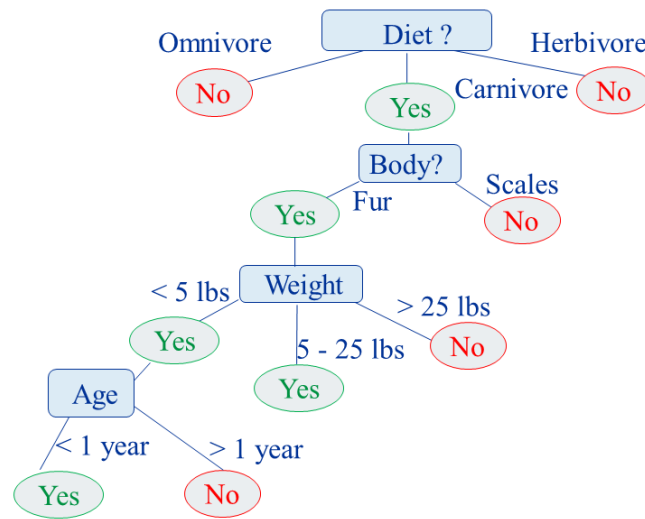 Diet ?
Omnivore
Herbivore
No
Yes
Carnivore
No
Body?
Fur
Scales
Yes
No
Weight
< 5 lbs
> 25 lbs
Yes
5 - 25 lbs
No
Yes
Age
< 1 year
> 1 year
Yes
No